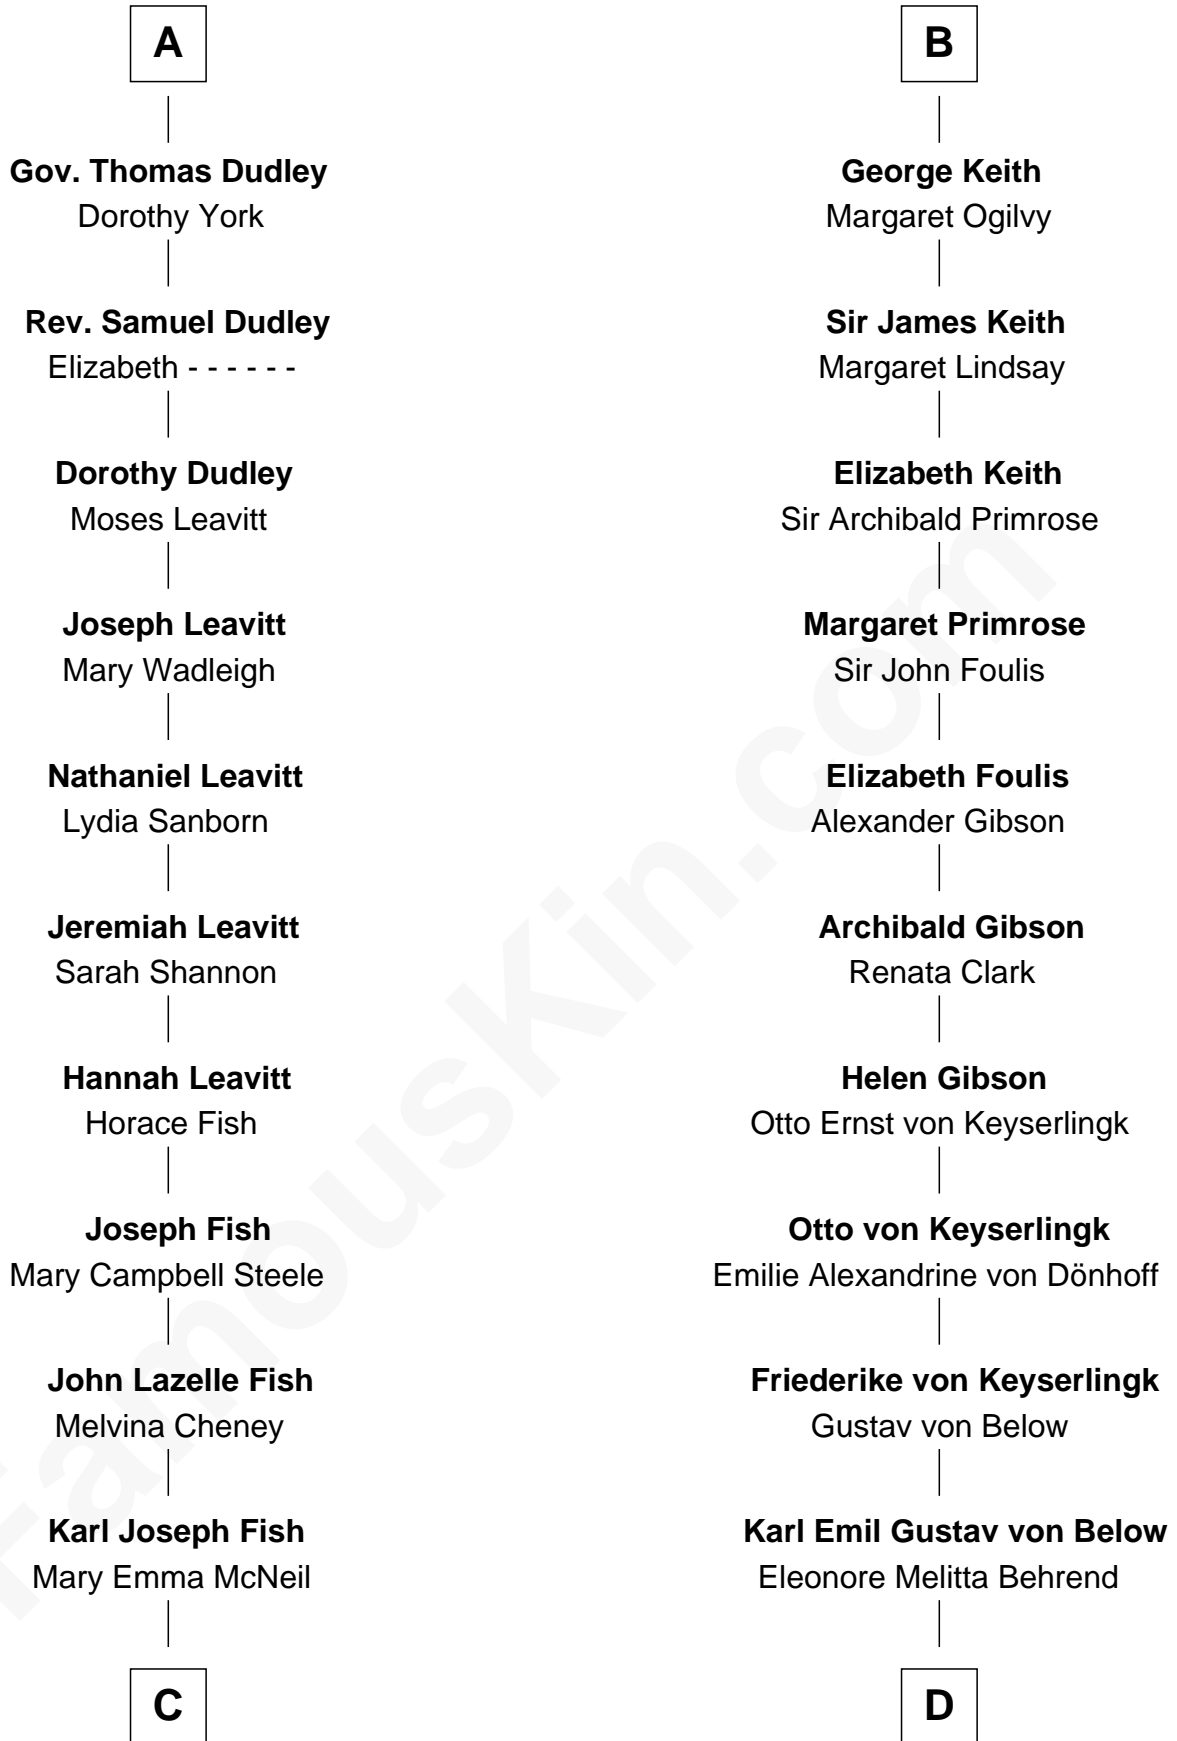 A
Gov. Thomas Dudley
Dorothy York
Rev. Samuel Dudley
Elizabeth - - - - - -
Dorothy Dudley
Moses Leavitt
Joseph Leavitt
Mary Wadleigh
Nathaniel Leavitt
Lydia Sanborn
Jeremiah Leavitt
Sarah Shannon
Hannah Leavitt
Horace Fish
Joseph Fish
Mary Campbell Steele
John Lazelle Fish
Melvina Cheney
Karl Joseph Fish
Mary Emma McNeil
C
B
George Keith
Margaret Ogilvy
Sir James Keith
Margaret Lindsay
Elizabeth Keith
Sir Archibald Primrose
Margaret Primrose
Sir John Foulis
Elizabeth Foulis
Alexander Gibson
Archibald Gibson
Renata Clark
Helen Gibson
Otto Ernst von Keyserlingk
Otto von Keyserlingk
Emilie Alexandrine von Dönhoff
Friederike von Keyserlingk
Gustav von Below
Karl Emil Gustav von Below
Eleonore Melitta Behrend
D
FamousKin.com